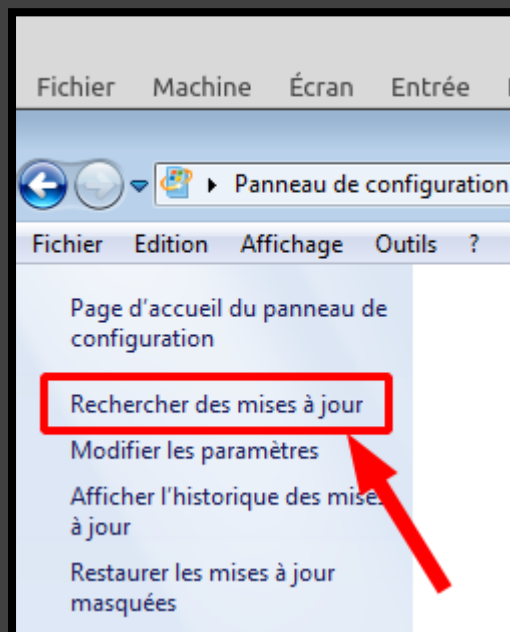 Fichier Machine Écran Entrée
Panneau de configuration
Fichier Edition Affichage Outils ?
Page d'accueil du panneau de
configuration
Rechercher des mises à jour
Modifier les paramètres
Afficher l'historique des mises
à jour
Restaurer les mises à jour
masquées